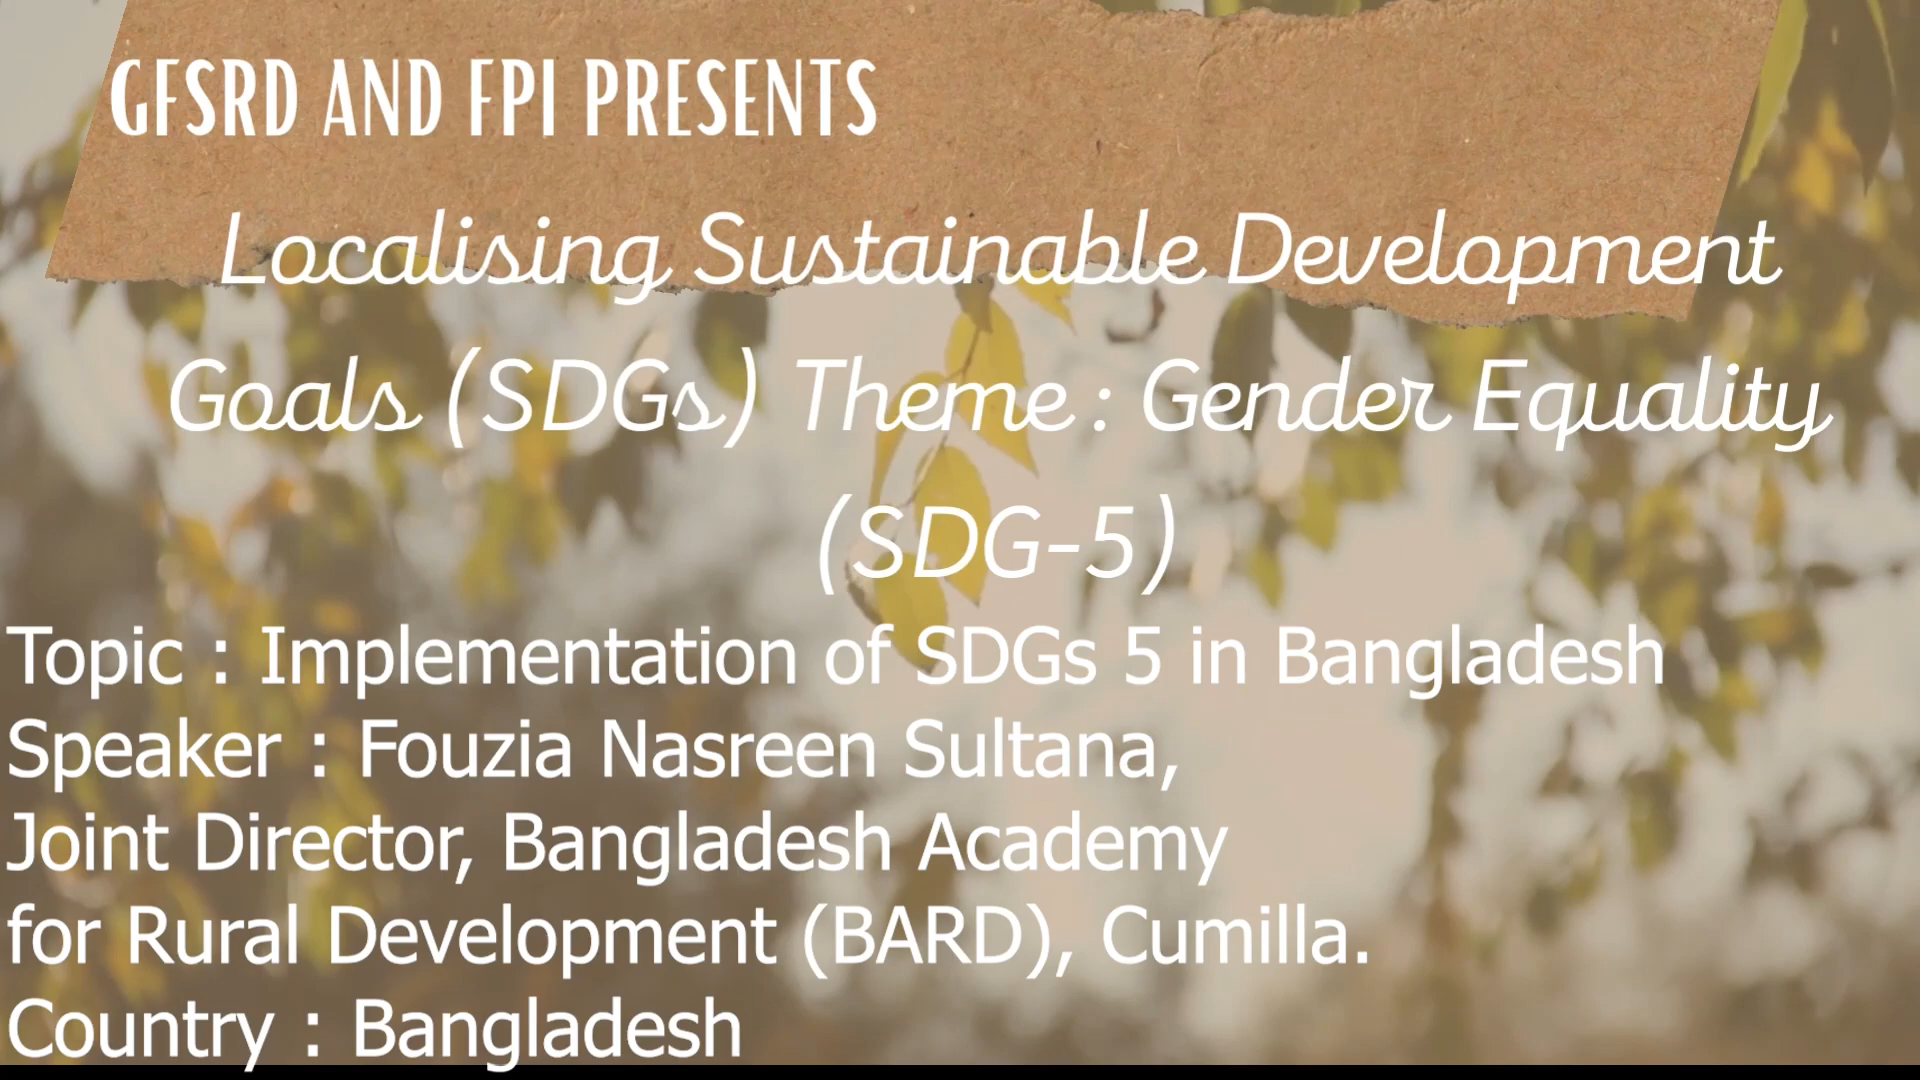 GFSRD AND FPI PRESENTS
Localising Sustainable Development
Goals (SDGs) Theme : Gender Equality
(SDG-5)
Topic : Implementation of SDGs 5 in Bangladesh
Speaker : Fouzia Nasreen Sultana,
Joint Director, Bangladesh Academy
for Rural Development (BARD), Cumilla.
Country : Bangladesh